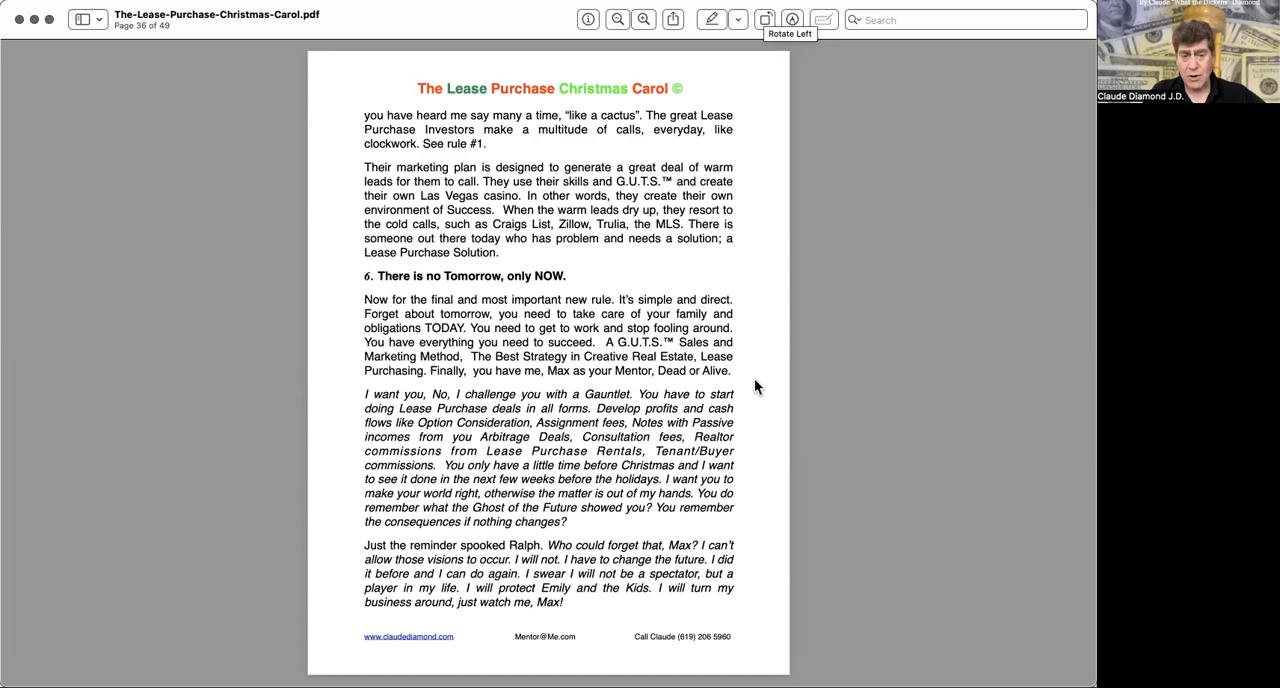 The-Lease-Purchase-Christmas-Carol.pdf
Page 36 of 49
Search
Rotate Left
By Claude "What the Dickens" Diamond
Claude Diamond J.D.
The Lease Purchase Christmas Carol ©
you have heard me say many a time, “like a cactus”. The great Lease
Purchase Investors make a multitude of calls, everyday, like
clockwork. See rule #1.
Their marketing plan is designed to generate a great deal of warm
leads for them to call. They use their skills and G.U.T.S.™ and create
their own Las Vegas casino. In other words, they create their own
environment of Success. When the warm leads dry up, they resort to
the cold calls, such as Craigs List, Zillow, Trulia, the MLS. There is
someone out there today who has problem and needs a solution; a
Lease Purchase Solution.
6. There is no Tomorrow, only NOW.
Now for the final and most important new rule. It’s simple and direct.
Forget about tomorrow, you need to take care of your family and
obligations TODAY. You need to get to work and stop fooling around.
You have everything you need to succeed. A G.U.T.S.™ Sales and
Marketing Method, The Best Strategy in Creative Real Estate, Lease
Purchasing. Finally, you have me, Max as your Mentor, Dead or Alive.
I want you, No, I challenge you with a Gauntlet. You have to start
doing Lease Purchase deals in all forms. Develop profits and cash
flows like Option Consideration, Assignment fees, Notes with Passive
incomes from you Arbitrage Deals, Consultation fees, Realtor
commissions from Lease Purchase Rentals, Tenant/Buyer
commissions. You only have a little time before Christmas and I want
to see it done in the next few weeks before the holidays. I want you to
make your world right, otherwise the matter is out of my hands. You do
remember what the Ghost of the Future showed you? You remember
the consequences if nothing changes?
Just the reminder spooked Ralph. Who could forget that, Max? I can’t
allow those visions to occur. I will not. I have to change the future. I did
it before and I can do again. I swear I will not be a spectator, but a
player in my life. I will protect Emily and the Kids. I will turn my
business around, just watch me, Max!
www.claudediamond.com
Mentor@Me.com
Call Claude (619) 206 5960